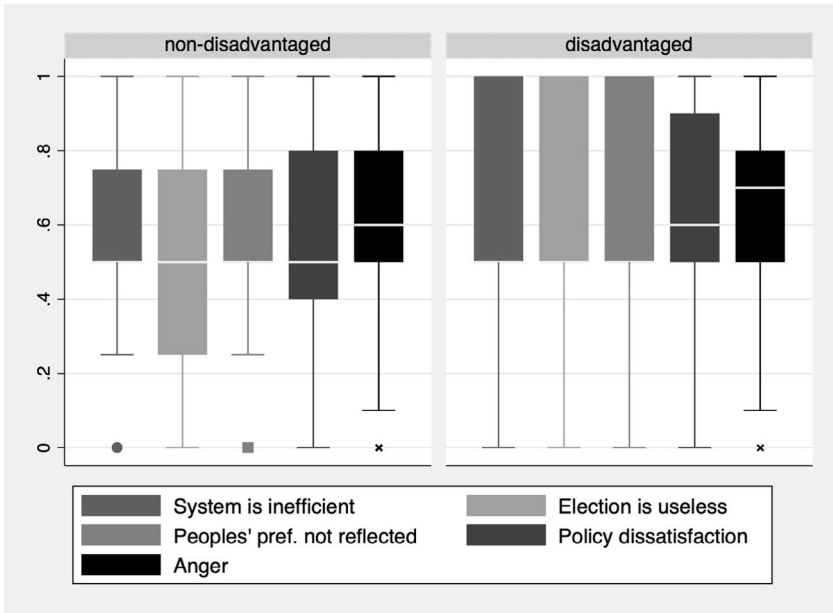 non-disadvantaged
disadvantaged
1
.8
.6
.4
.2
0
System is inefficient
Election is useless
Peoples' pref. not reflected
Policy dissatisfaction
Anger